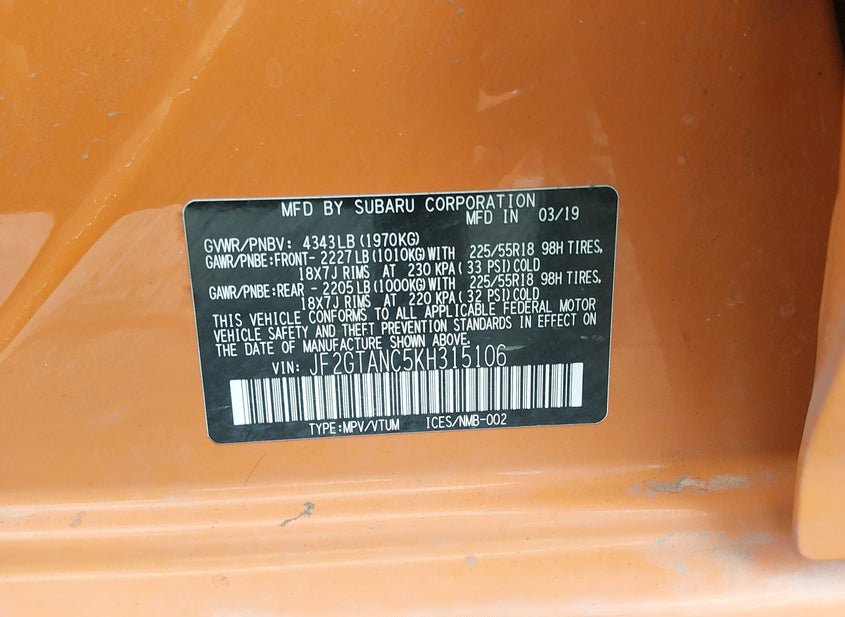 MFD BY SUBARU CORPORATION
MFD IN 03/19
GVWR/PNBV: 4343LB (1970KG)
GAWR/PNBE:FRONT- 2227LB (1010KG) WITH 225/55R18 98H TIRES,
18X7J RIMS AT 230 KPA( 33 PSI) COLD
GAWR/PNBE:REAR - 2205LB (1000KG) WITH 225/55R18 98H TIRES,
18X7J RIMS AT 220 KPA( 32 PSI) COLD
THIS VEHICLE CONFORMS TO ALL APPLICABLE FEDERAL MOTOR
VEHICLE SAFETY AND THEFT PREVENTION STANDARDS IN EFFECT ON
THE DATE OF MANUFACTURE SHOWN ABOVE.
VIN: JF2GTANC5KH315106
TYPE:MPV/VTUM ICES/NMB-002